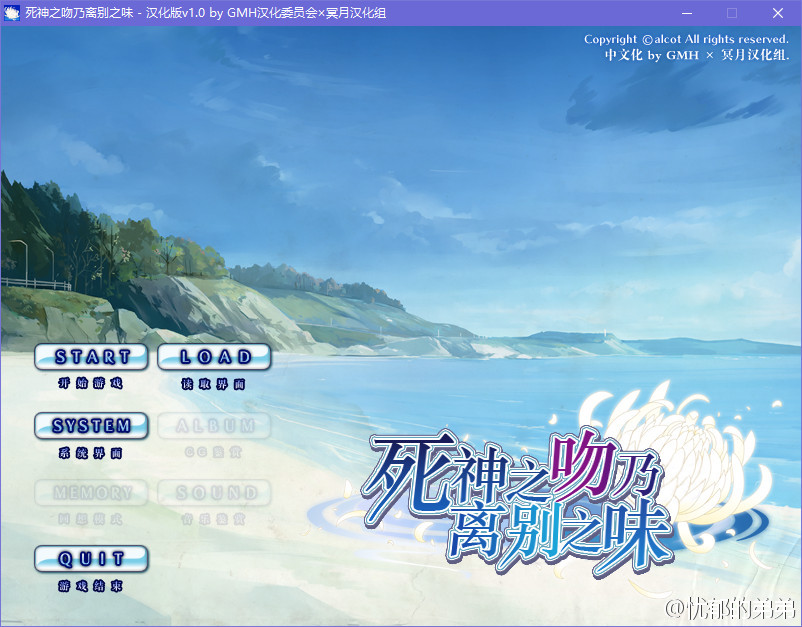 死神之吻乃离别之味 - 汉化版v1.0 by GMH汉化委员会×冥月汉化组
Copyright ©alcot All rights reserved.
中文化 by GMH × 冥月汉化组.
START LOAD
开始游戏 读取界面
SYSTEM ALBUM
系统界面 CG鉴赏
MEMORY SOUND
回想模式 音乐鉴赏
QUIT
游戏结束
死神之吻乃
离别之味
@忧郁的弟弟